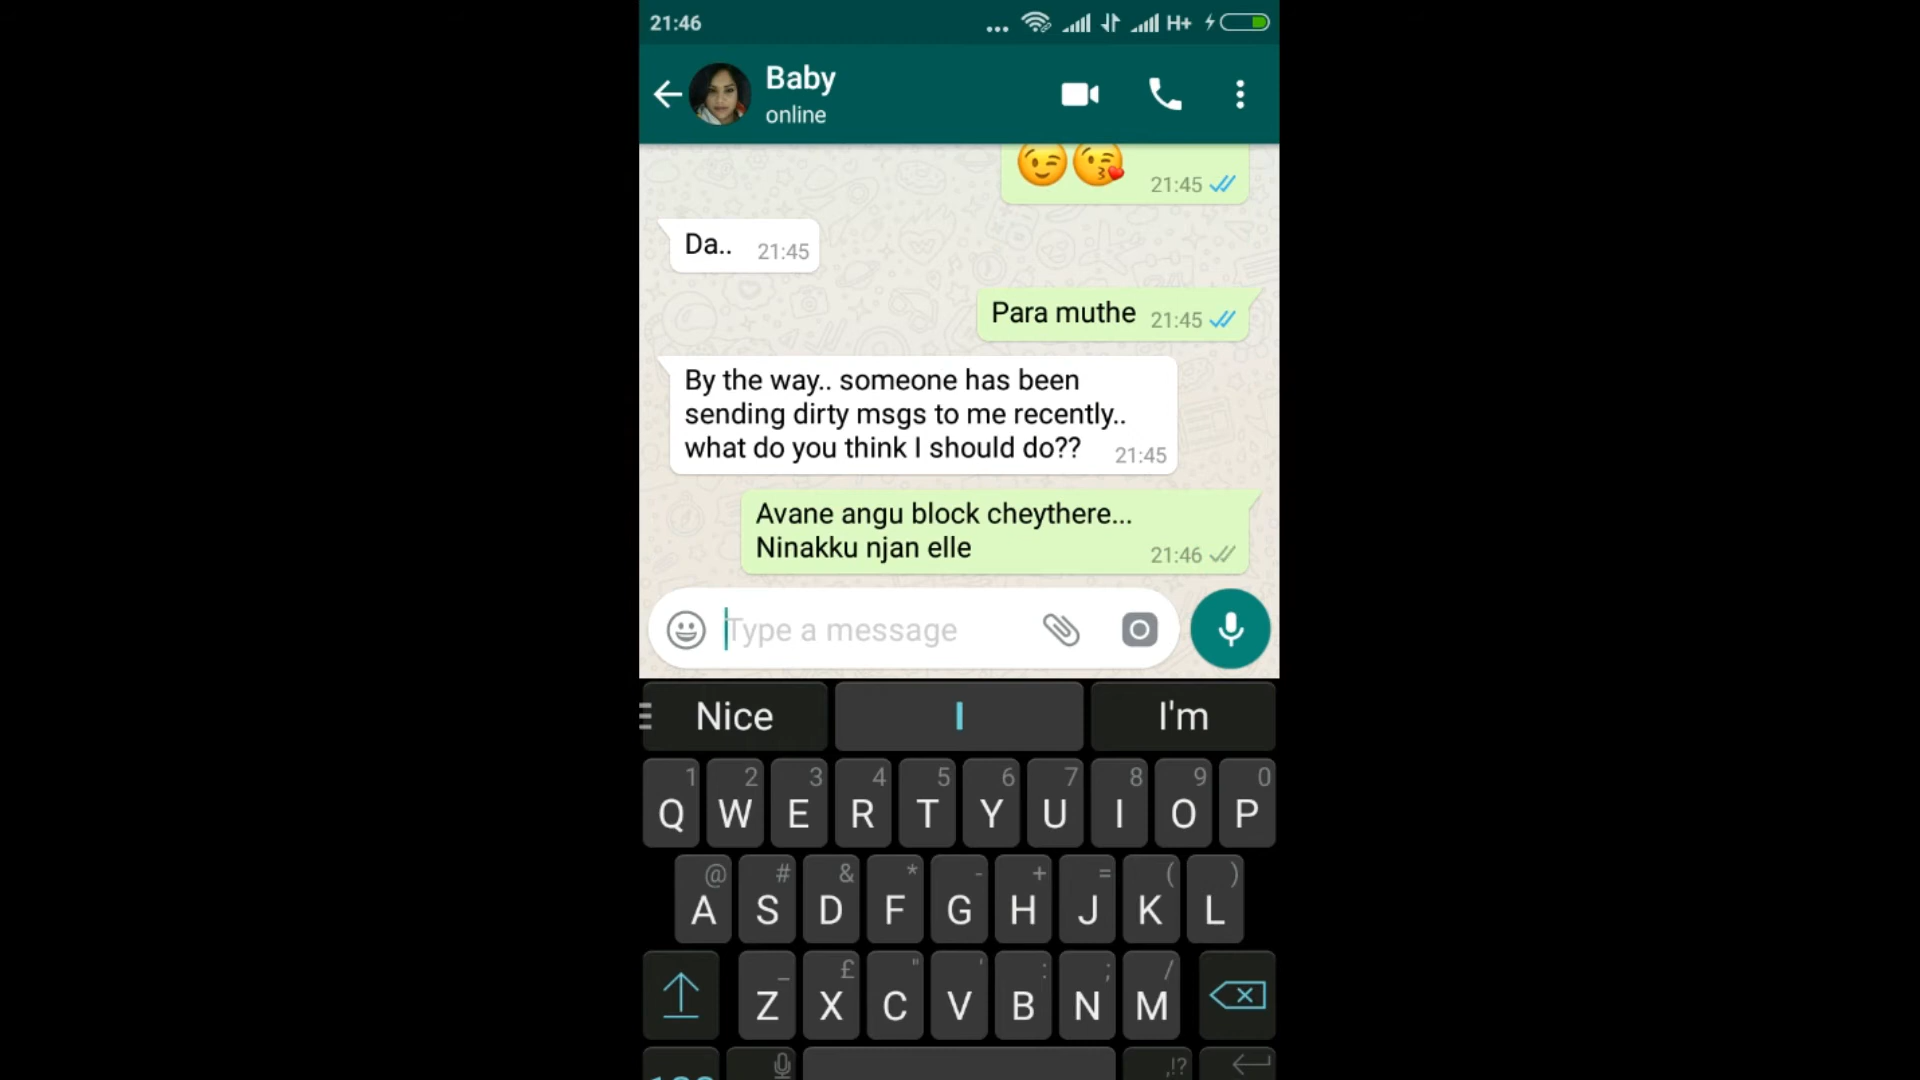 21:46
... H+
Baby
online
21:45
Da.. 21:45
Para muthe 21:45
By the way.. someone has been
sending dirty msgs to me recently..
what do you think I should do?? 21:45
Avane angu block cheythere...
Ninakku njan elle 21:46
Type a message
Nice I I'm
1 2 3 4 5 6 7 8 9 0
Q W E R T Y U I O P
@ # & * - + = ( )
A S D F G H J K L
_ £ " ' : ; /
Z X C V B N M
,!?